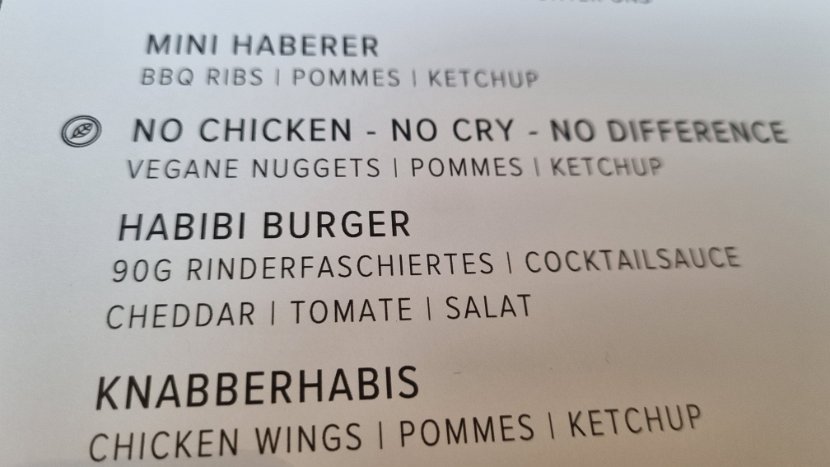 MINI HABERER
BBQ RIBS | POMMES | KETCHUP
NO CHICKEN - NO CRY - NO DIFFERENCE
VEGANE NUGGETS | POMMES | KETCHUP
HABIBI BURGER
90G RINDERFASCHIERTES | COCKTAILSAUCE
CHEDDAR | TOMATE | SALAT
KNABBERHABIS
CHICKEN WINGS | POMMES | KETCHUP